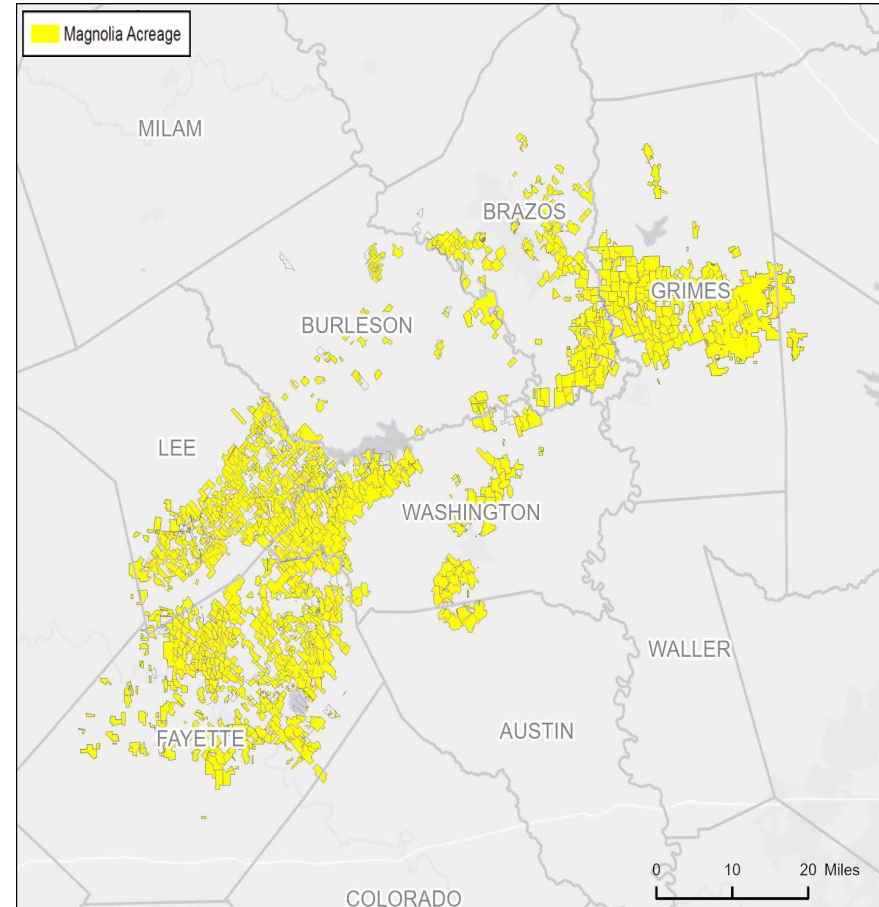 Magnolia Acreage
MILAM
BRAZOS
GRIMES
BURLESON
LEE
WASHINGTON
WALLER
AUSTIN
FAYETTE
0 10 20 Miles
COLORADO